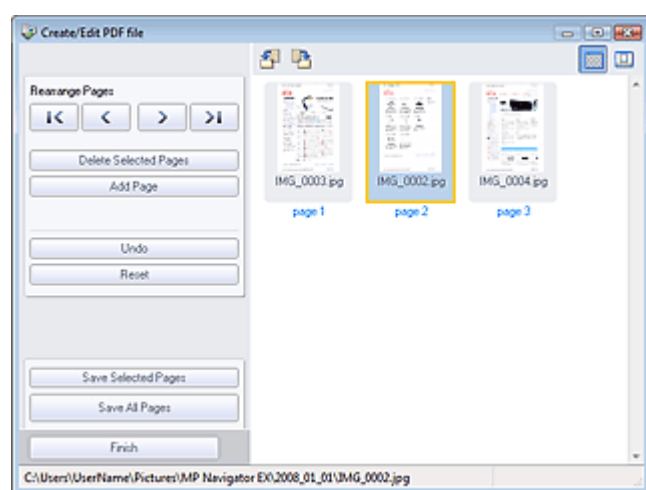 Create/Edit PDF file
Rearrange Pages
Delete Selected Pages
Add Page
Undo
Reset
Save Selected Pages
Save All Pages
Finish
IMG_0003.jpg
IMG_0002.jpg
IMG_0004.jpg
page 1
page 2
page 3
C:\Users\UserName\Pictures\MP Navigator EX\2008_01_01\IMG_0002.jpg